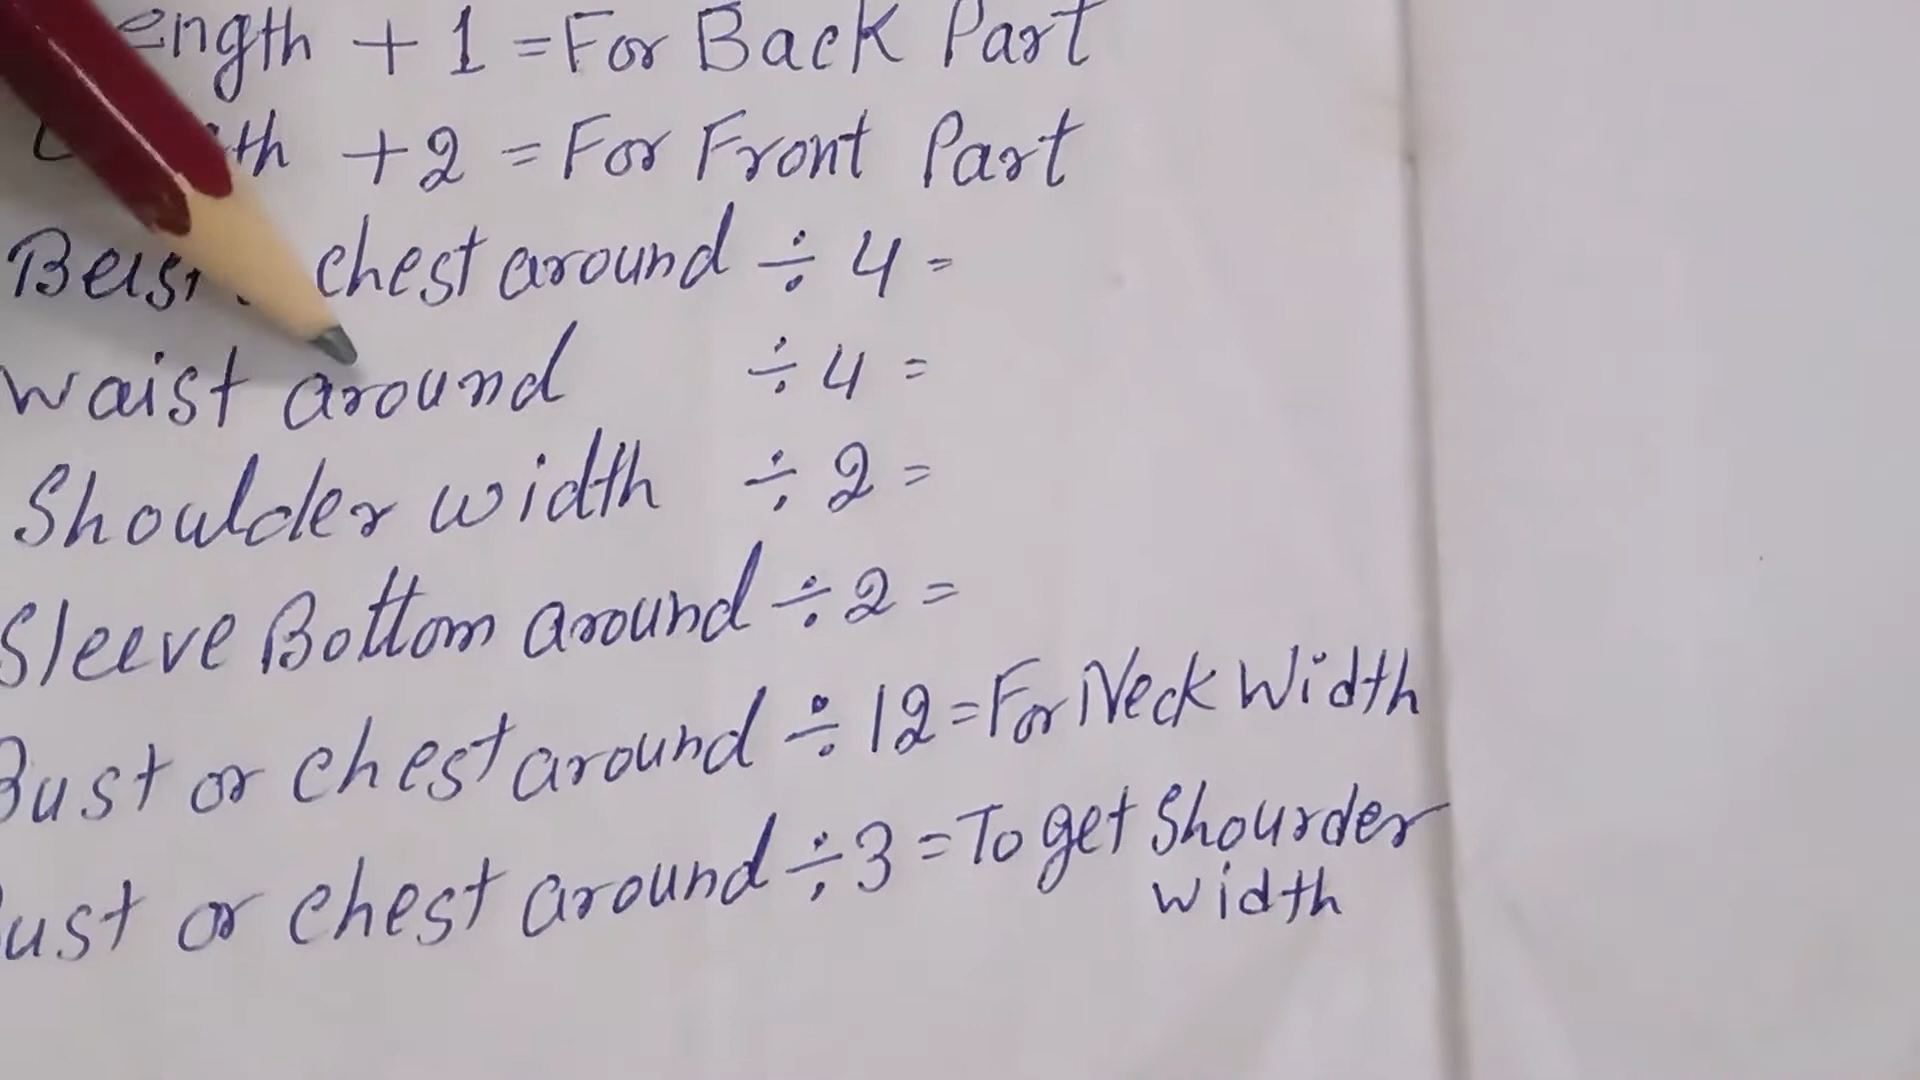 ength + 1 = For Back Part
th + 2 = For Front Part
chest around ÷ 4 =
Waist around ÷ 4 =
Shoulder width ÷ 2 =
Sleeve Bottom around ÷ 2 =
Bust or chest around ÷ 12 = For Neck Width
ust or chest around ÷ 3 = To get Shourder
width